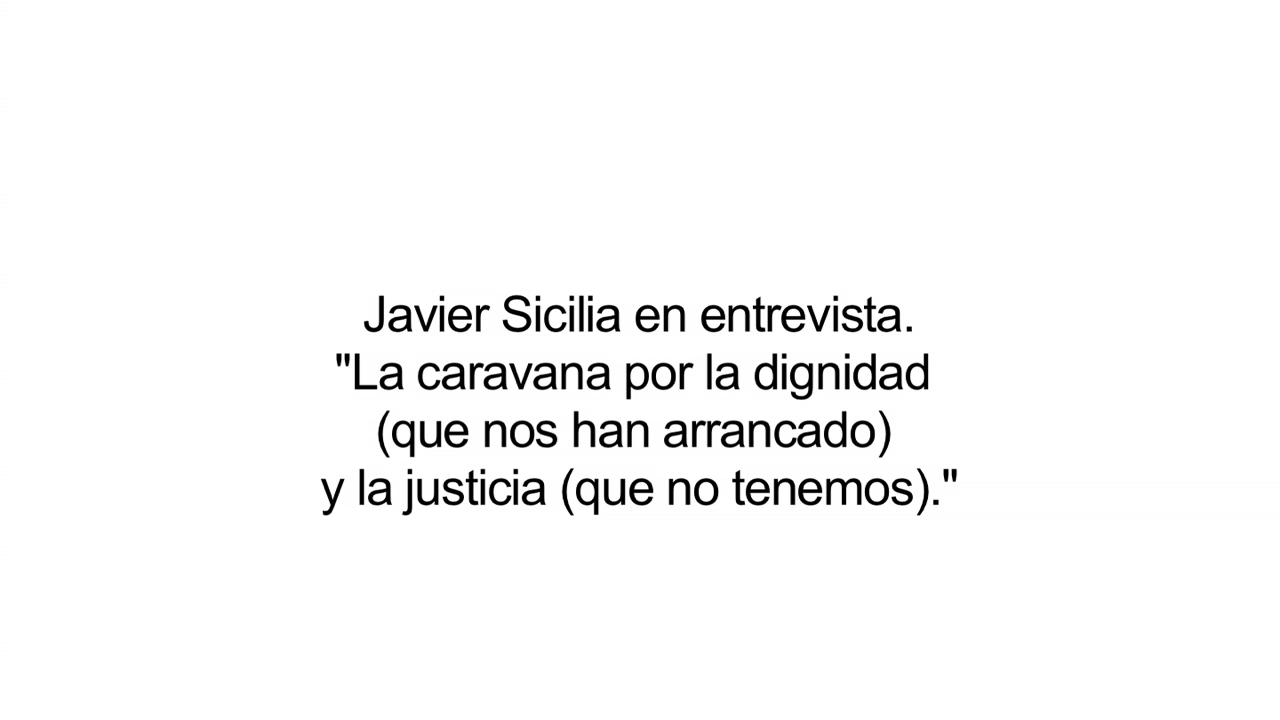 Javier Sicilia en entrevista.
"La caravana por la dignidad
(que nos han arrancado)
y la justicia (que no tenemos)."